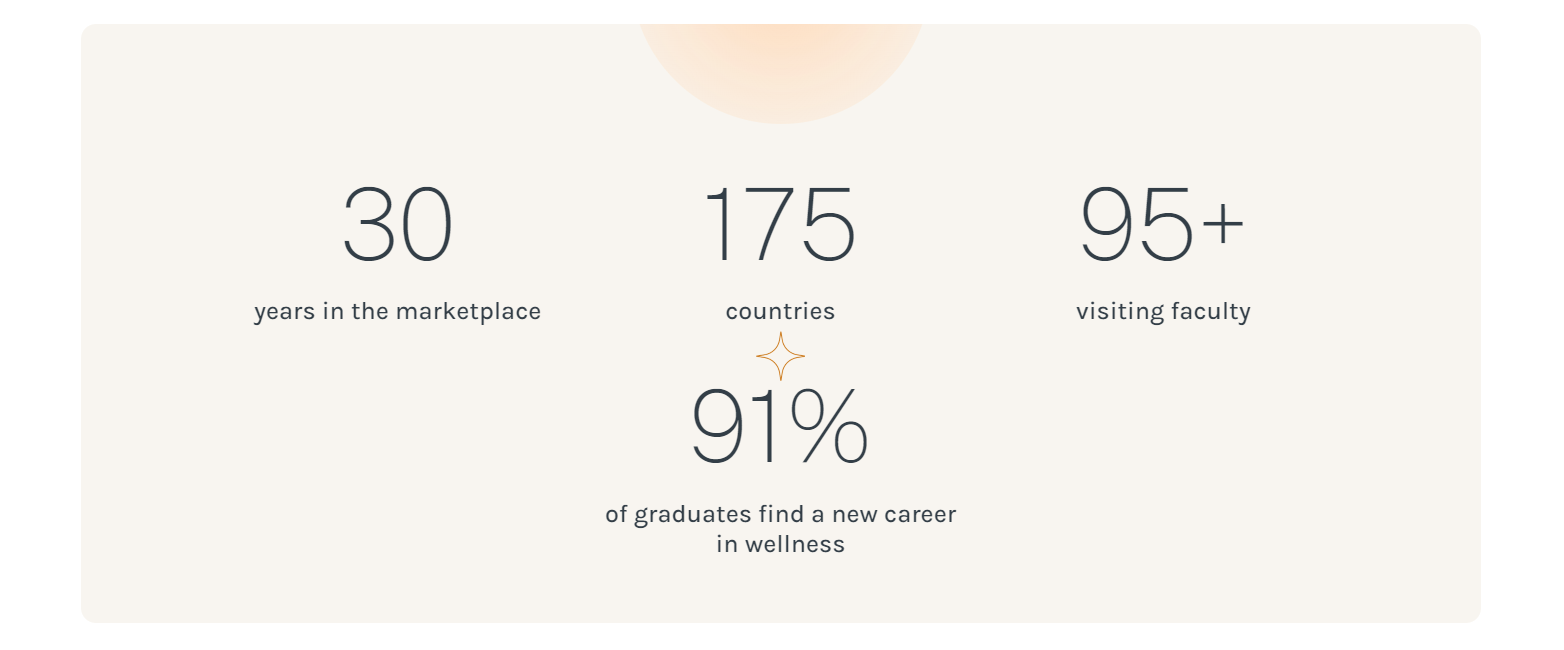 30
175
95+
years in the marketplace
countries
visiting faculty
91%
of graduates find a new career
in wellness